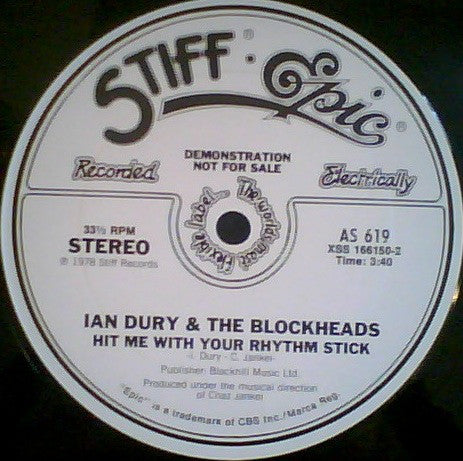 STIFF® · Epic®
DEMONSTRATION
NOT FOR SALE
Recorded
Electrically
The worlds most
Flexible label
33⅓ RPM
STEREO
℗ 1978 Stiff Records
AS 619
XSS 166150-2
Time: 3:40
IAN DURY & THE BLOCKHEADS
HIT ME WITH YOUR RHYTHM STICK
-I. Dury - C. Jankel-
Publisher: Blackhill Music Ltd.
Produced under the musical direction
of Chaz Jankel
"Epic" is a trademark of CBS Inc./Marca Reg.